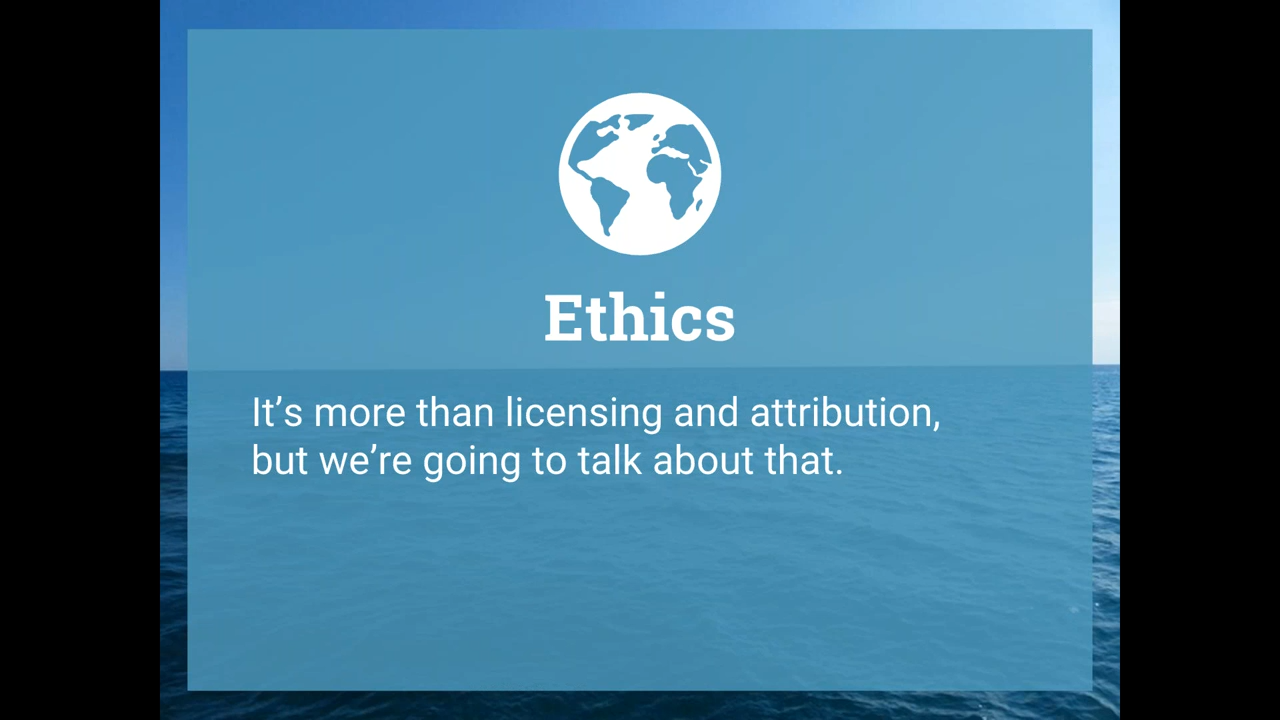 Ethics
It’s more than licensing and attribution,
but we’re going to talk about that.